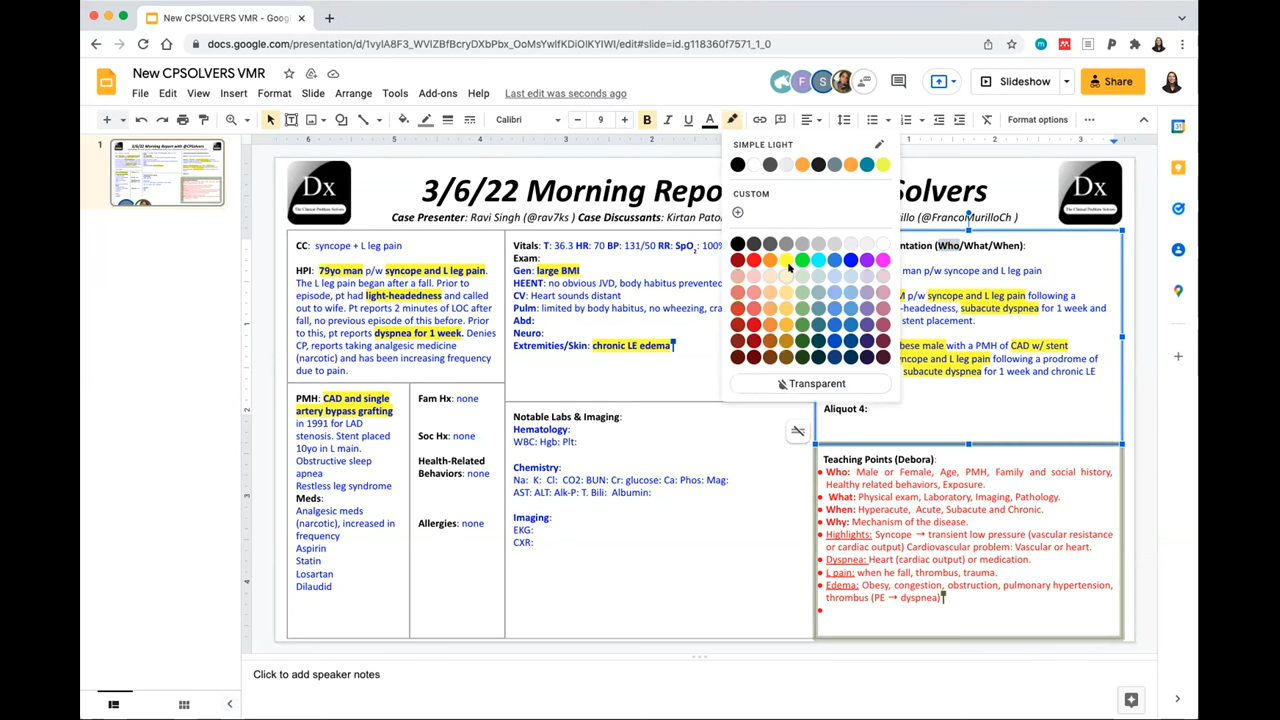 New CPSOLVERS VMR - Goog
docs.google.com/presentation/d/1vyIA8F3_WVIZBfBcryDXbPbx_OoMsYwIfKDiOIKYIWI/edit#slide=id.g118360f7571_1_0
New CPSOLVERS VMR
File Edit View Insert Format Slide Arrange Tools Add-ons Help Last edit was seconds ago
Slideshow
Share
Calibri
9
Format options
SIMPLE LIGHT
CUSTOM
Transparent
1
3/6/22 Morning Repo
Solvers
Case Presenter: Ravi Singh (@rav7ks ) Case Discussants: Kirtan Pato
illo (@FrancoMurilloCh )
Dx
The Clinical Problem Solvers
Dx
The Clinical Problem Solvers
CC: syncope + L leg pain
HPI: 79yo man p/w syncope and L leg pain.
The L leg pain began after a fall. Prior to
episode, pt had light-headedness and called
out to wife. Pt reports 2 minutes of LOC after
fall, no previous episode of this before. Prior
to this, pt reports dyspnea for 1 week. Denies
CP, reports taking analgesic medicine
(narcotic) and has been increasing frequency
due to pain.
PMH: CAD and single
artery bypass grafting
in 1991 for LAD
stenosis. Stent placed
10yo in L main.
Obstructive sleep
apnea
Restless leg syndrome
Meds:
Analgesic meds
(narcotic), increased in
frequency
Aspirin
Statin
Losartan
Dilaudid
Fam Hx: none
Soc Hx: none
Health-Related
Behaviors: none
Allergies: none
Vitals: T: 36.3 HR: 70 BP: 131/50 RR: SpO2: 100%
Exam:
Gen: large BMI
HEENT: no obvious JVD, body habitus prevented
CV: Heart sounds distant
Pulm: limited by body habitus, no wheezing, cra
Abd:
Neuro:
Extremities/Skin: chronic LE edema
Notable Labs & Imaging:
Hematology:
WBC: Hgb: Plt:
Chemistry:
Na: K: Cl: CO2: BUN: Cr: glucose: Ca: Phos: Mag:
AST: ALT: Alk-P: T. Bili: Albumin:
Imaging:
EKG:
CXR:
entation (Who/What/When):
man p/w syncope and L leg pain
M p/w syncope and L leg pain following a
-headedness, subacute dyspnea for 1 week and
stent placement.
bese male with a PMH of CAD w/ stent
yncope and L leg pain following a prodrome of
subacute dyspnea for 1 week and chronic LE
Aliquot 4:
Teaching Points (Debora):
● Who: Male or Female, Age, PMH, Family and social history,
Healthy related behaviors, Exposure.
● What: Physical exam, Laboratory, Imaging, Pathology.
● When: Hyperacute, Acute, Subacute and Chronic.
● Why: Mechanism of the disease.
● Highlights: Syncope → transient low pressure (vascular resistance
or cardiac output) Cardiovascular problem: Vascular or heart.
● Dyspnea: Heart (cardiac output) or medication.
● L pain: when he fall, thrombus, trauma.
● Edema: Obesy, congestion, obstruction, pulmonary hypertension,
thrombus (PE → dyspnea)
Click to add speaker notes